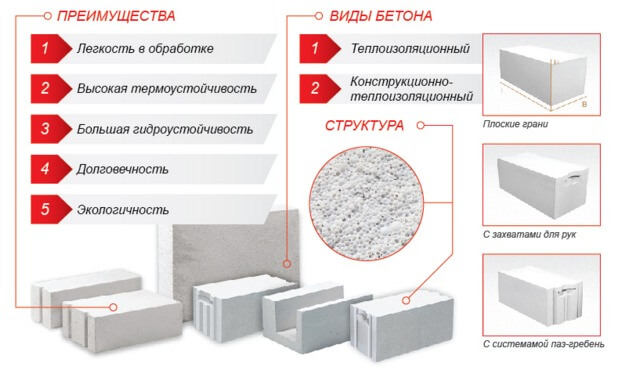 ПРЕИМУЩЕСТВА
1 Легкость в обработке
2 Высокая термоустойчивость
3 Большая гидроустойчивость
4 Долговечность
5 Экологичность
ВИДЫ БЕТОНА
1 Теплоизоляционный
2 Конструкционно-
теплоизоляционный
СТРУКТУРА
В
Плоские грани
С захватами для рук
С системамой паз-гребень